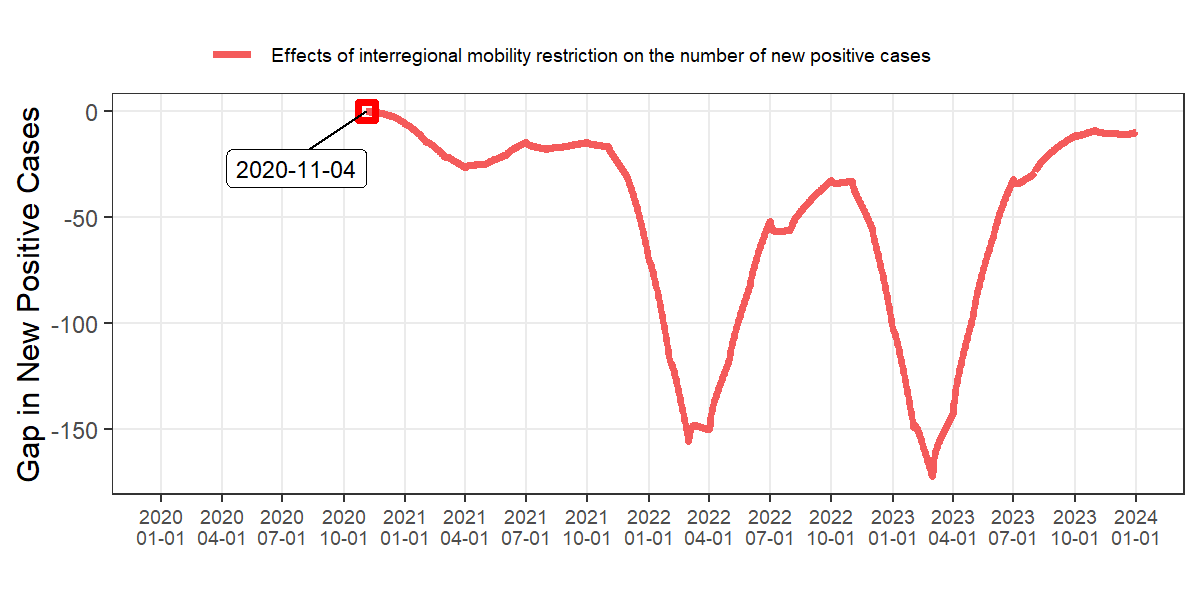 Effects of interregional mobility restriction on the number of new positive cases
Gap in New Positive Cases
0
-50
-100
-150
2020-11-04
2020 2020 2020 2020 2021 2021 2021 2021 2022 2022 2022 2022 2023 2023 2023 2023 2024
01-01 04-01 07-01 10-01 01-01 04-01 07-01 10-01 01-01 04-01 07-01 10-01 01-01 04-01 07-01 10-01 01-01